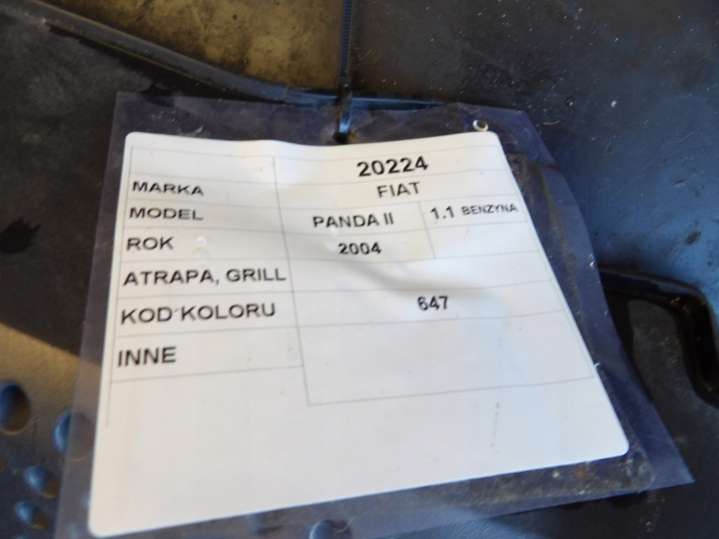 20224
MARKA FIAT
MODEL PANDA II 1.1 BENZYNA
ROK 2004
ATRAPA, GRILL
KOD KOLORU 647
INNE